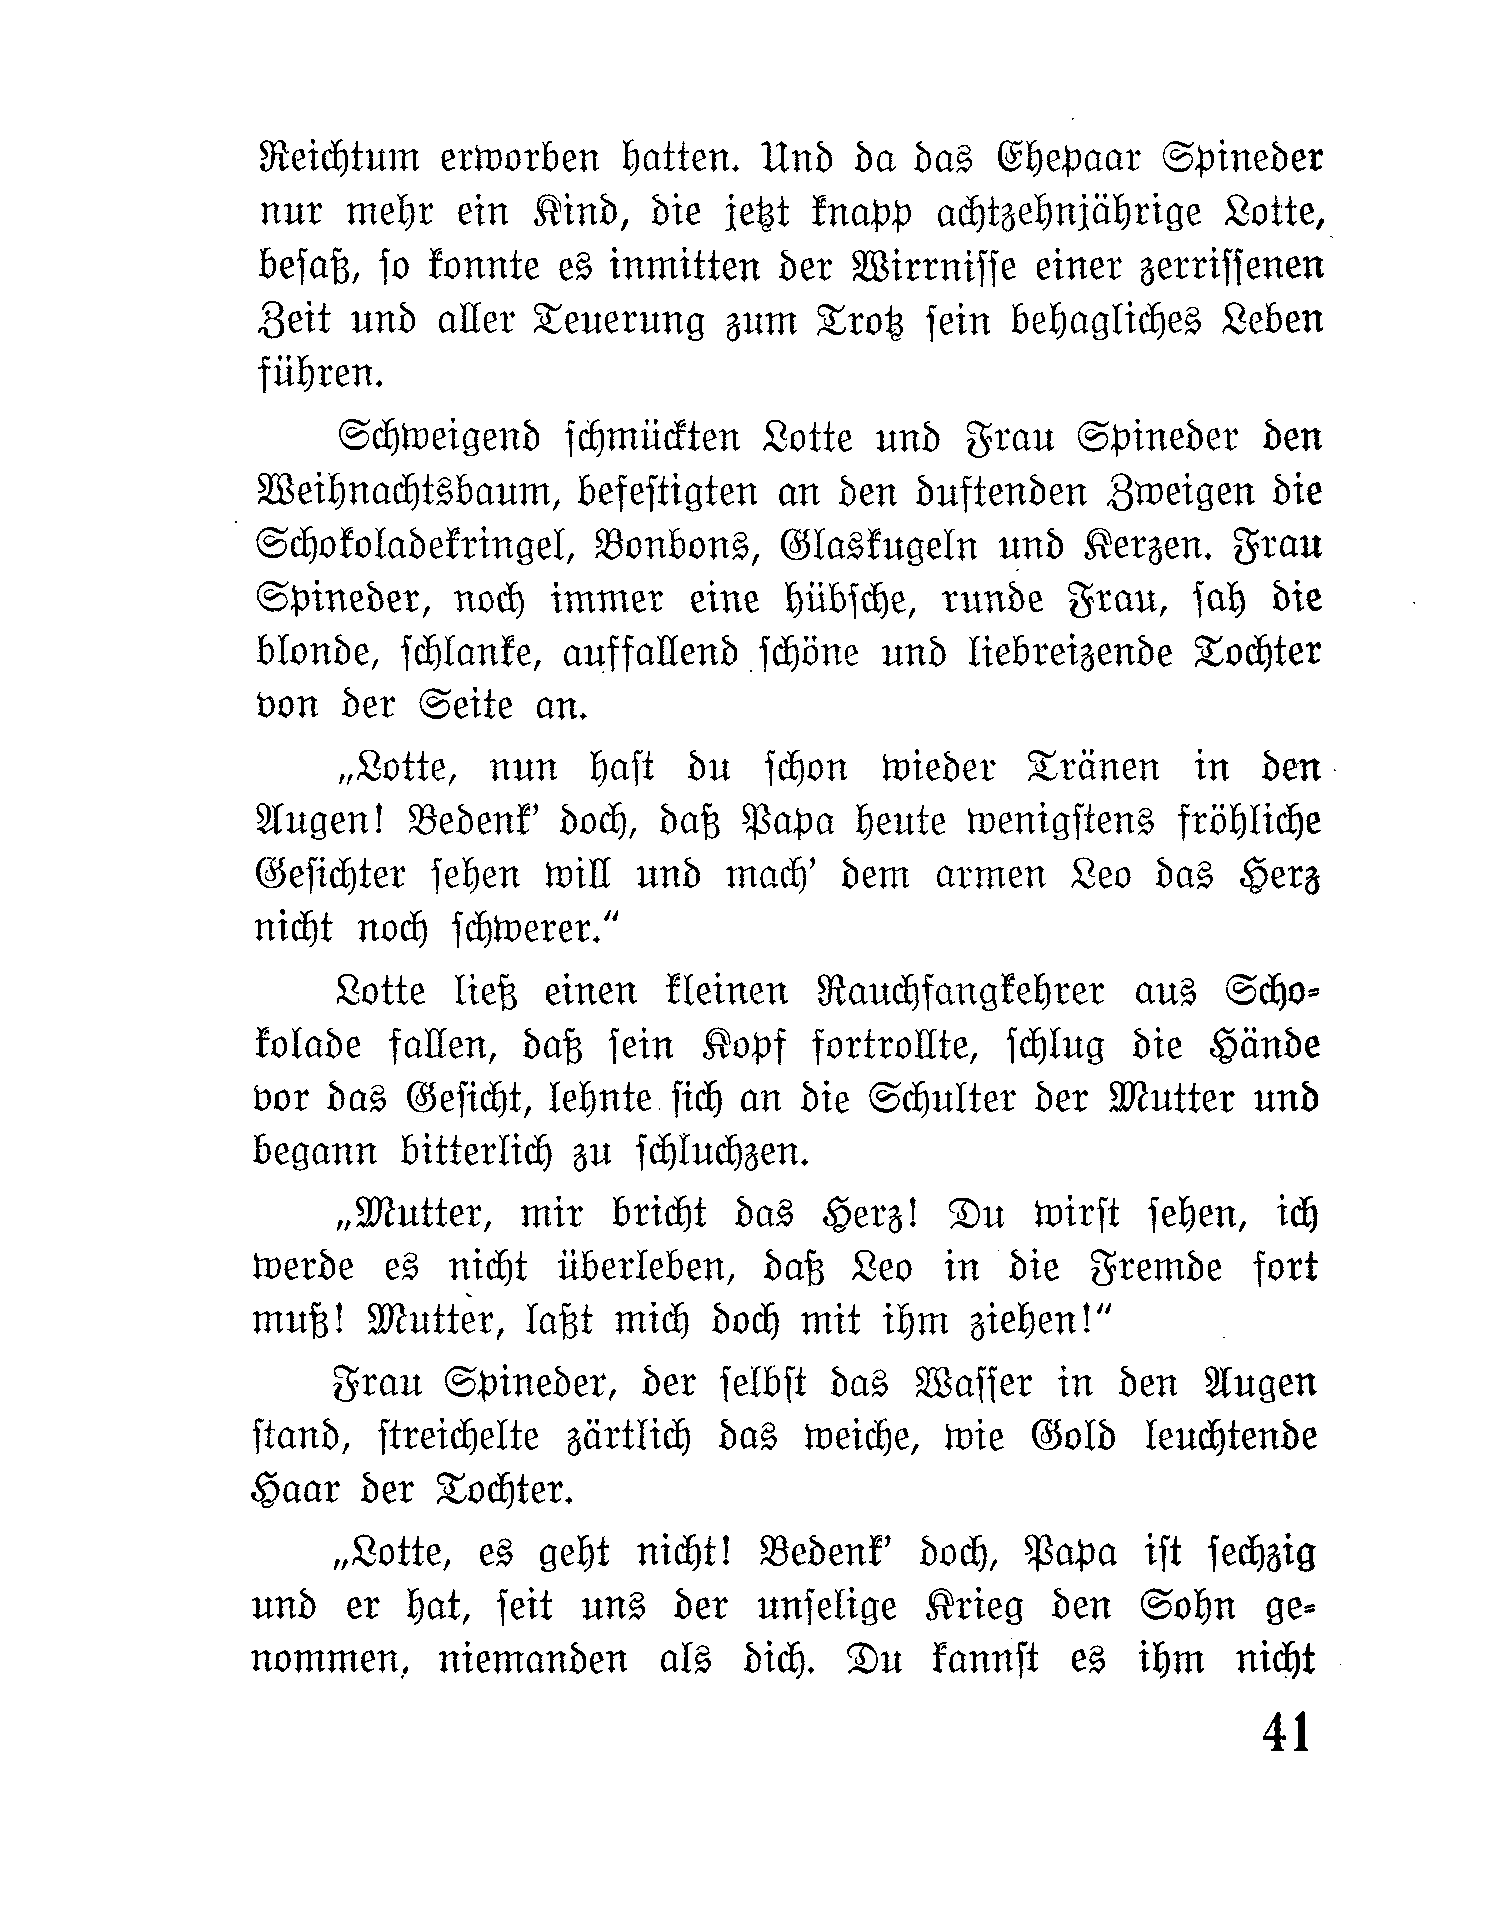 Reichtum erworben hatten. Und da das Ehepaar Spineder
nur mehr ein Kind, die jetzt knapp achtzehnjährige Lotte,
besaß, so konnte es inmitten der Wirrnisse einer zerrissenen
Zeit und aller Teuerung zum Trotz sein behagliches Leben
führen.
Schweigend schmückten Lotte und Frau Spineder den
Weihnachtsbaum, befestigten an den duftenden Zweigen die
Schokoladekringel, Bonbons, Glaskugeln und Kerzen. Frau
Spineder, noch immer eine hübsche, runde Frau, sah die
blonde, schlanke, auffallend schöne und liebreizende Tochter
von der Seite an.
„Lotte, nun hast du schon wieder Tränen in den
Augen! Bedenk’ doch, daß Papa heute wenigstens fröhliche
Gesichter sehen will und mach’ dem armen Leo das Herz
nicht noch schwerer.“
Lotte ließ einen kleinen Rauchfangkehrer aus Scho-
kolade fallen, daß sein Kopf fortrollte, schlug die Hände
vor das Gesicht, lehnte sich an die Schulter der Mutter und
begann bitterlich zu schluchzen.
„Mutter, mir bricht das Herz! Du wirst sehen, ich
werde es nicht überleben, daß Leo in die Fremde fort
muß! Mutter, laßt mich doch mit ihm ziehen!“
Frau Spineder, der selbst das Wasser in den Augen
stand, streichelte zärtlich das weiche, wie Gold leuchtende
Haar der Tochter.
„Lotte, es geht nicht! Bedenk’ doch, Papa ist sechzig
und er hat, seit uns der unselige Krieg den Sohn ge-
nommen, niemanden als dich. Du kannst es ihm nicht
41